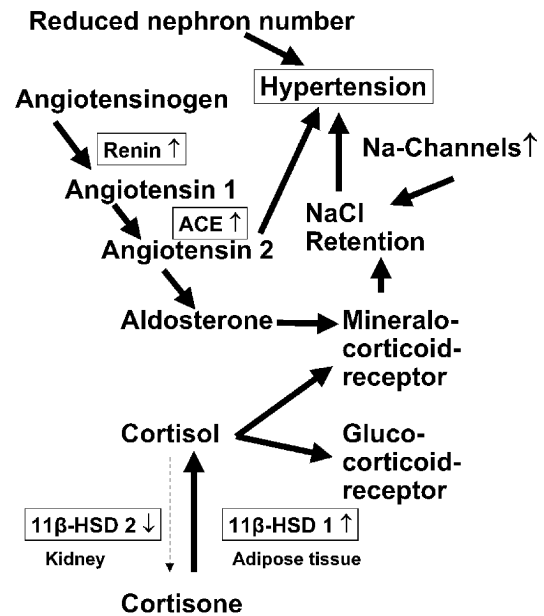 Reduced nephron number
Hypertension
Angiotensinogen
Renin ↑
Na-Channels↑
Angiotensin 1
ACE ↑
NaCl
Retention
Angiotensin 2
Aldosterone
Mineralo-
corticoid-
receptor
Cortisol
Gluco-
corticoid-
receptor
11β-HSD 2 ↓
11β-HSD 1 ↑
Kidney
Adipose tissue
Cortisone